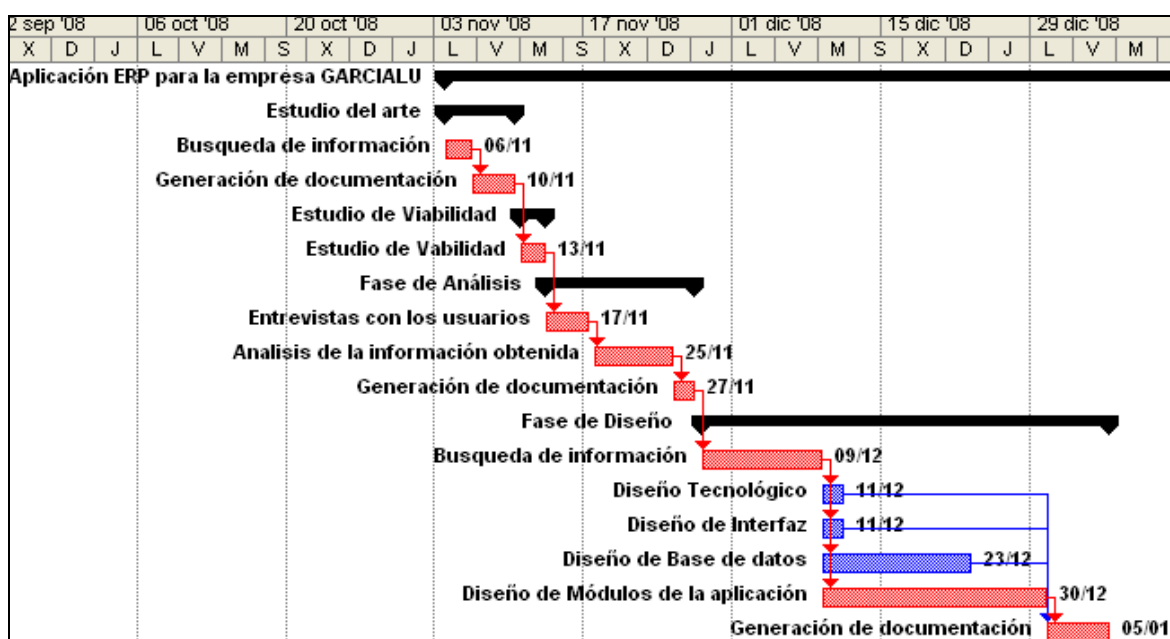 2 sep '08 06 oct '08 20 oct '08 03 nov '08 17 nov '08 01 dic '08 15 dic '08 29 dic '08
X D J L V M S X D J L V M S X D J L V M S X D J L V M
Aplicación ERP para la empresa GARCIALU
Estudio del arte
Busqueda de información 06/11
Generación de documentación 10/11
Estudio de Viabilidad
Estudio de Vabilidad 13/11
Fase de Análisis
Entrevistas con los usuarios 17/11
Analisis de la información obtenida 25/11
Generación de documentación 27/11
Fase de Diseño
Busqueda de información 09/12
Diseño Tecnológico 11/12
Diseño de Interfaz 11/12
Diseño de Base de datos 23/12
Diseño de Módulos de la aplicación 30/12
Generación de documentación 05/01